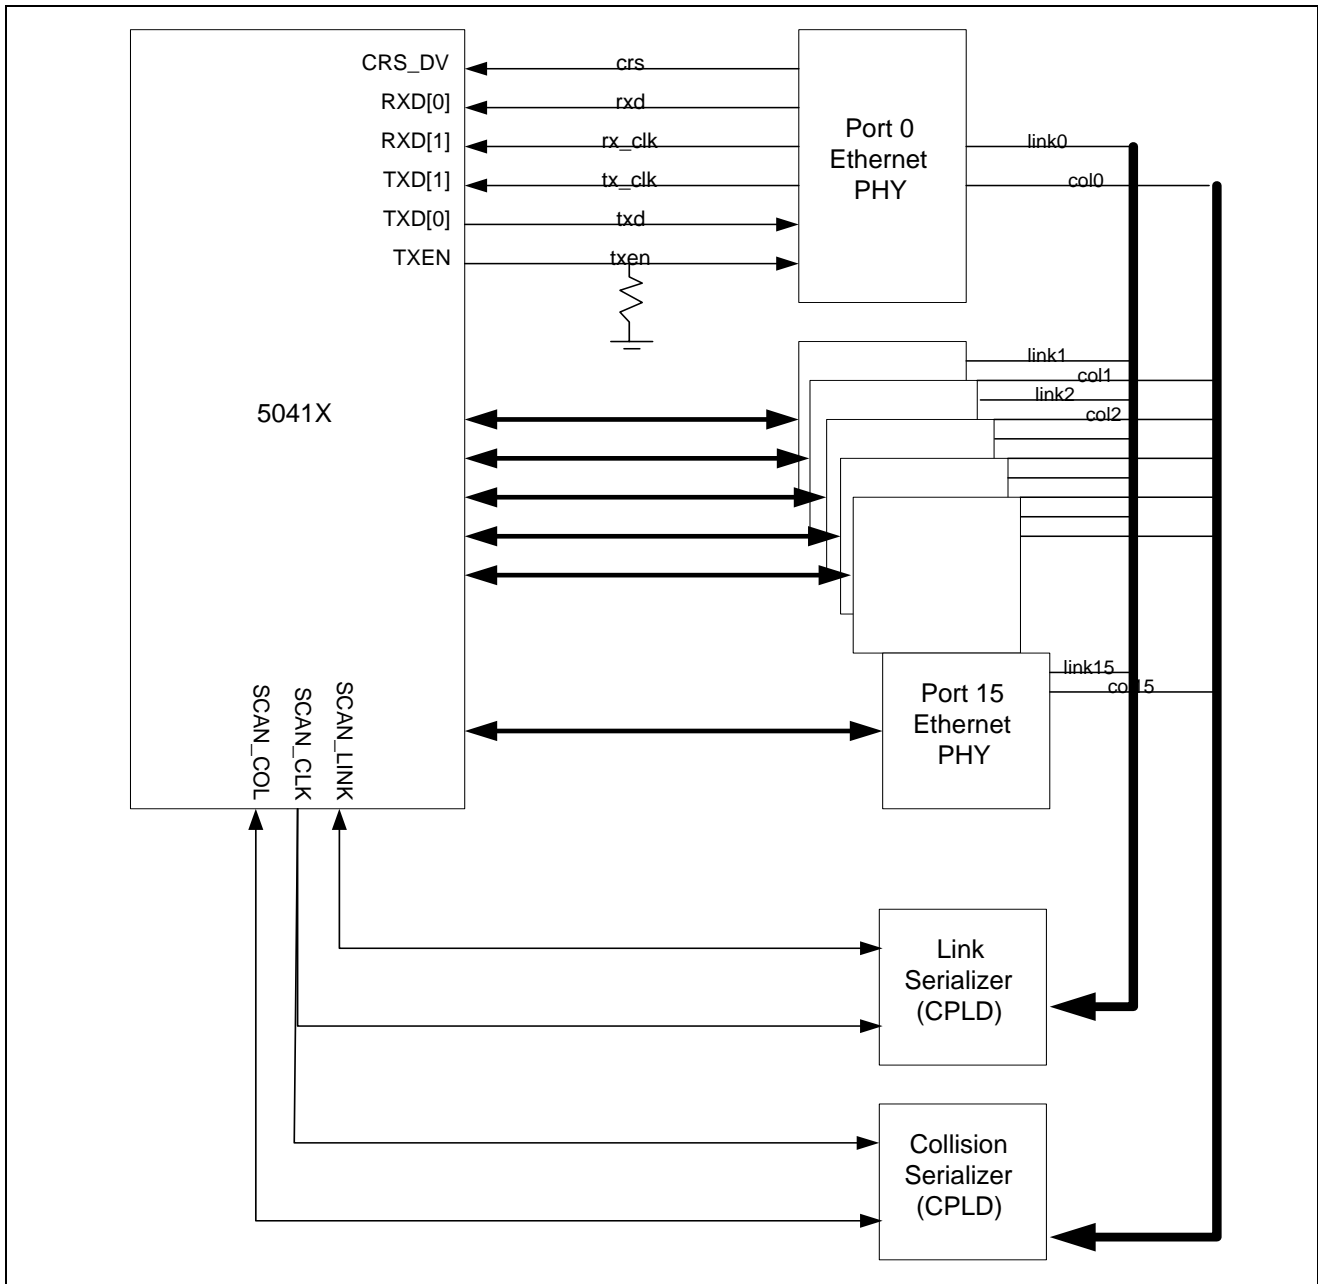 CRS_DV
crs
RXD[0]
rxd
RXD[1]
rx_clk
TXD[1]
tx_clk
TXD[0]
txd
TXEN
txen
Port 0
Ethernet
PHY
link0
col0
5041X
link1
col1
link2
col2
link15
col15
Port 15
Ethernet
PHY
SCAN_COL
SCAN_CLK
SCAN_LINK
Link
Serializer
(CPLD)
Collision
Serializer
(CPLD)